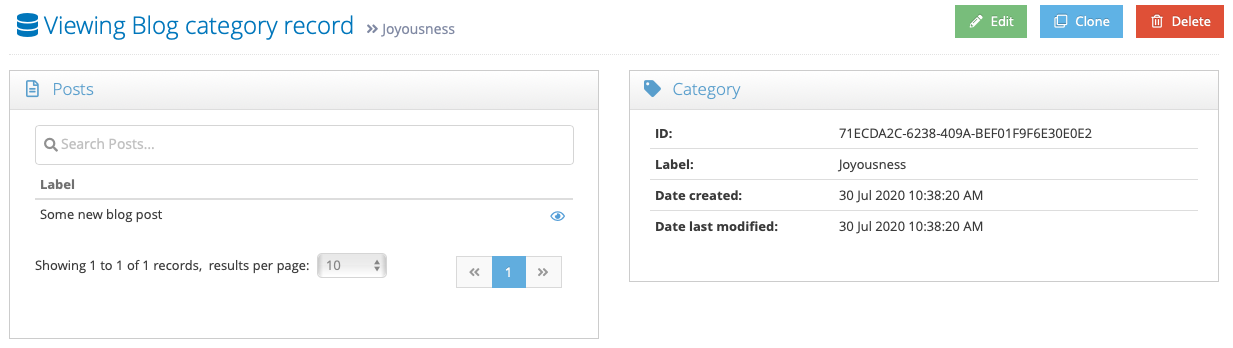 Viewing Blog category record » Joyousness
Edit
Clone
Delete
Posts
Search Posts...
Label
Some new blog post
Showing 1 to 1 of 1 records, results per page: 10
« 1 »
Category
ID: 71ECDA2C-6238-409A-BEF01F9F6E30E0E2
Label: Joyousness
Date created: 30 Jul 2020 10:38:20 AM
Date last modified: 30 Jul 2020 10:38:20 AM